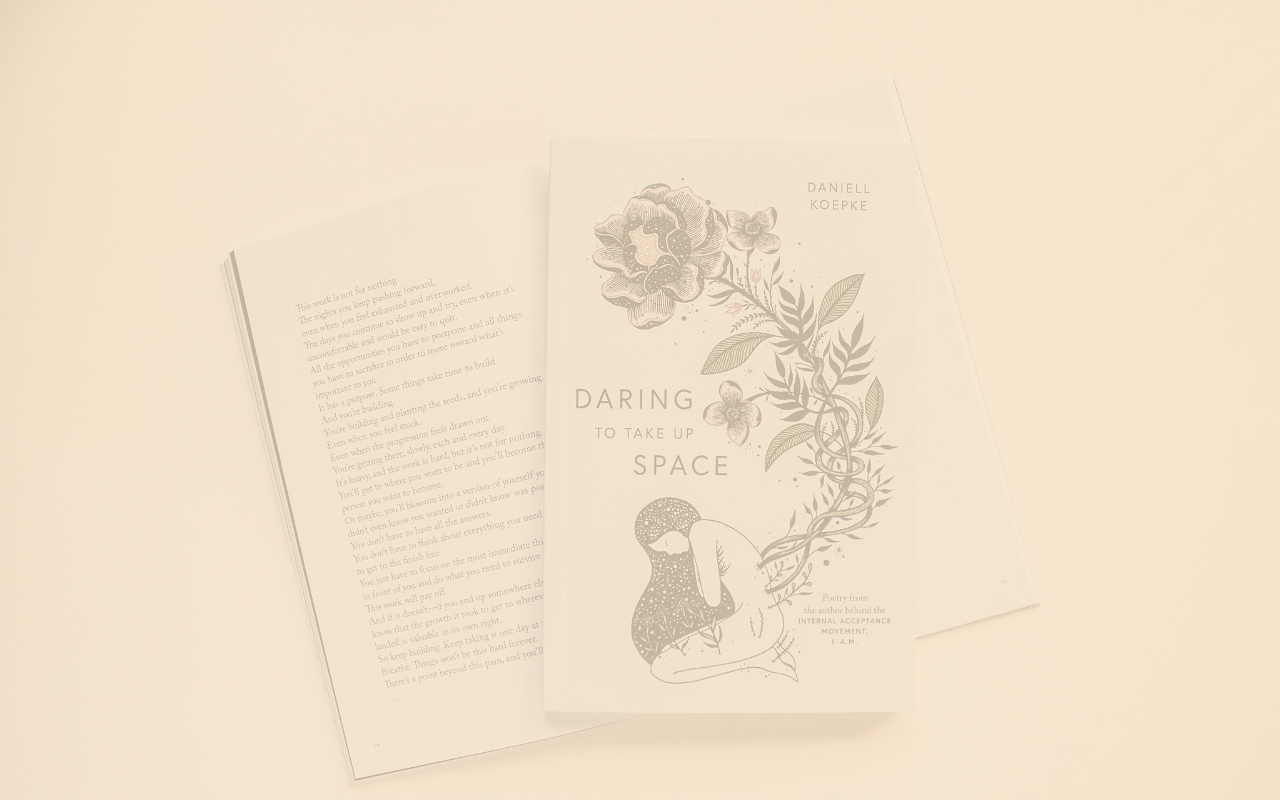 This work is not for nothing.
The nights you keep pushing forward,
even when you feel exhausted and overworked.
The days you continue to show up and try, even when it's
uncomfortable and would be easy to quit.
All the opportunities you have to postpone and all things
you have to sacrifice in order to move toward what's
important to you.
It has a purpose. Some things take time to build.
And you're building.
You're building and planting the seeds, and you're growing.
Even when you feel stuck.
Even when the progression feels drawn out.
You're getting there, slowly, each and every day.
It's heavy, and the work is hard, but it's not for nothing.
You'll get to where you want to be and you'll become
person you want to become.
Or maybe, you'll blossom into a version of yourself
didn't even know you wanted or didn't know was
You don't have to have all the answers.
You don't have to think about everything you need
to get to the finish line.
You just have to focus on the most immediate
in front of you and do what you need to survive
This work will pay off.
And if it doesn't—if you end up somewhere
know that the growth it took to get to
landed is valuable in its own right.
So keep building. Keep taking it one day at
Breathe. Things won't be this hard forever.
There's a point beyond this pain, and
DANIELL
KOEPKE
DARING
TO TAKE UP
SPACE
Poetry from
the author behind the
INTERNAL ACCEPTANCE
MOVEMENT,
I. A. M.